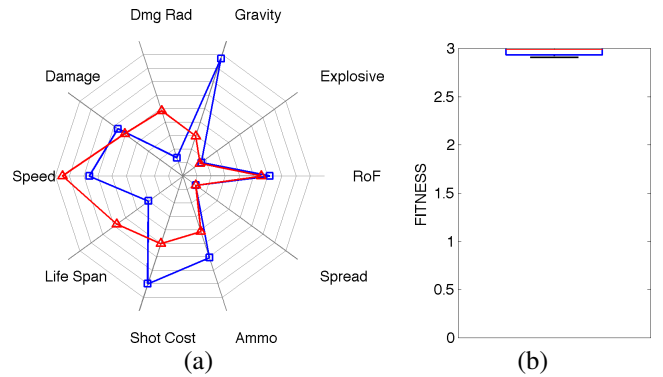 Dmg Rad Gravity
Damage Explosive
Speed RoF
Life Span Spread
Shot Cost Ammo
(a)
3
2.5
2
1.5
1
0.5
0
FITNESS
(b)